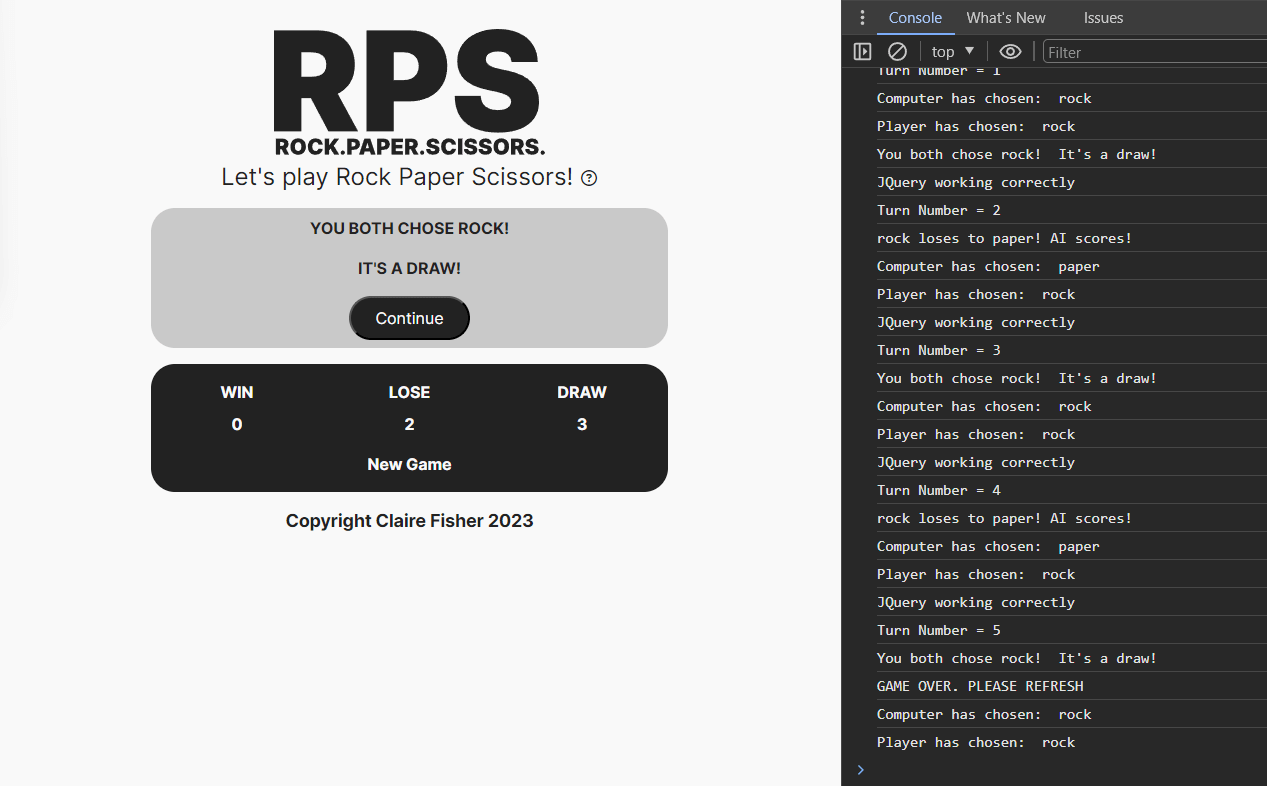 RPS
ROCK.PAPER.SCISSORS.
Let's play Rock Paper Scissors! ?
YOU BOTH CHOSE ROCK!
IT'S A DRAW!
Continue
WIN LOSE DRAW
0 2 3
New Game
Copyright Claire Fisher 2023
Console What's New Issues
top Filter
Turn Number = 1
Computer has chosen:  rock
Player has chosen:  rock
You both chose rock!  It's a draw!
JQuery working correctly
Turn Number = 2
rock loses to paper! AI scores!
Computer has chosen:  paper
Player has chosen:  rock
JQuery working correctly
Turn Number = 3
You both chose rock!  It's a draw!
Computer has chosen:  rock
Player has chosen:  rock
JQuery working correctly
Turn Number = 4
rock loses to paper! AI scores!
Computer has chosen:  paper
Player has chosen:  rock
JQuery working correctly
Turn Number = 5
You both chose rock!  It's a draw!
GAME OVER. PLEASE REFRESH
Computer has chosen:  rock
Player has chosen:  rock